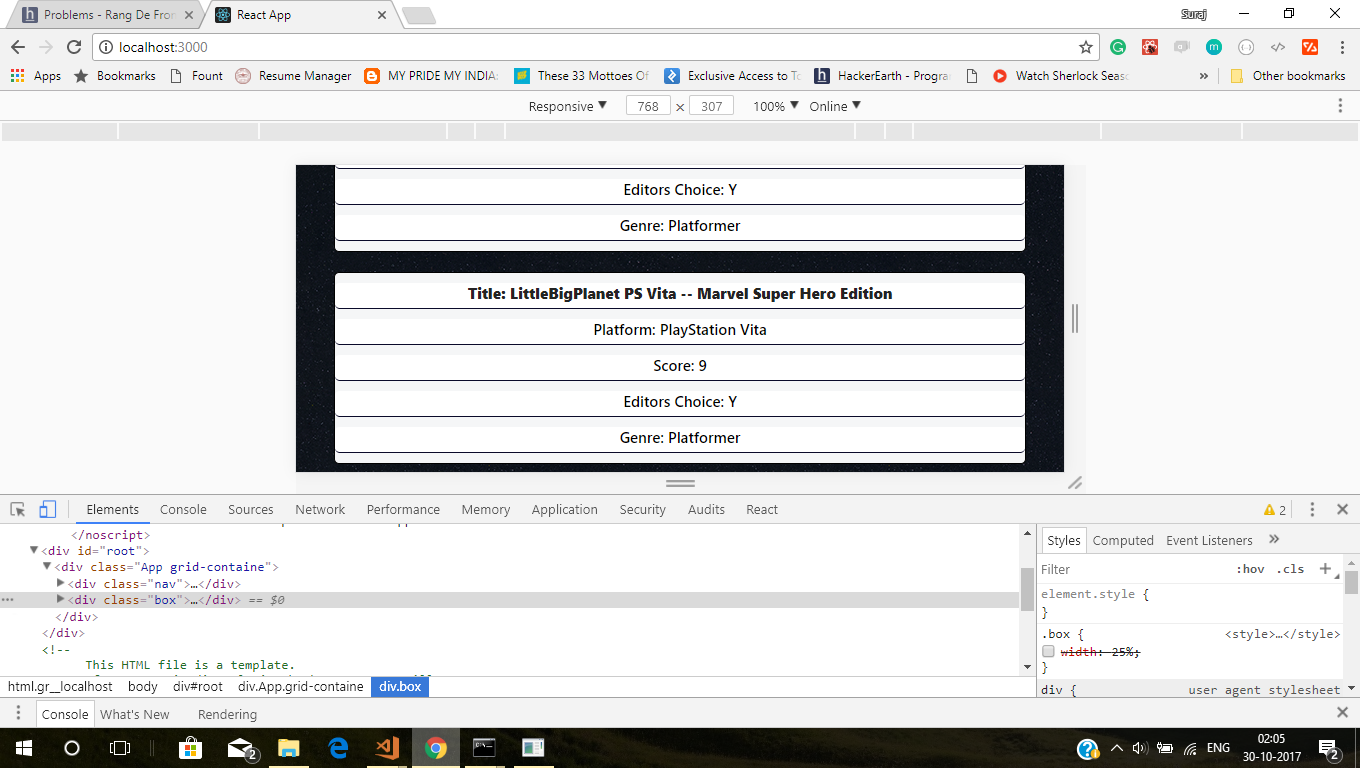 Problems - Rang De Fron
React App
Suraj
localhost:3000
Apps Bookmarks Fount Resume Manager MY PRIDE MY INDIA: These 33 Mottoes Of Exclusive Access to To HackerEarth - Progra Watch Sherlock Seas » Other bookmarks
Responsive ▼ 768 × 307 100% ▼ Online ▼
Editors Choice: Y
Genre: Platformer
Title: LittleBigPlanet PS Vita -- Marvel Super Hero Edition
Platform: PlayStation Vita
Score: 9
Editors Choice: Y
Genre: Platformer
Elements Console Sources Network Performance Memory Application Security Audits React 2
</noscript>
▼<div id="root">
▼<div class="App grid-containe">
▶<div class="nav">…</div>
▶<div class="box">…</div> == $0
</div>
</div>
<!--
This HTML file is a template.
html.gr__localhost body div#root div.App.grid-containe div.box
Styles Computed Event Listeners »
Filter :hov .cls +
element.style {
}
.box { <style>…</style>
width: 25%;
}
div { user agent stylesheet
Console What's New Rendering
2
ENG
02:05
30-10-2017
2